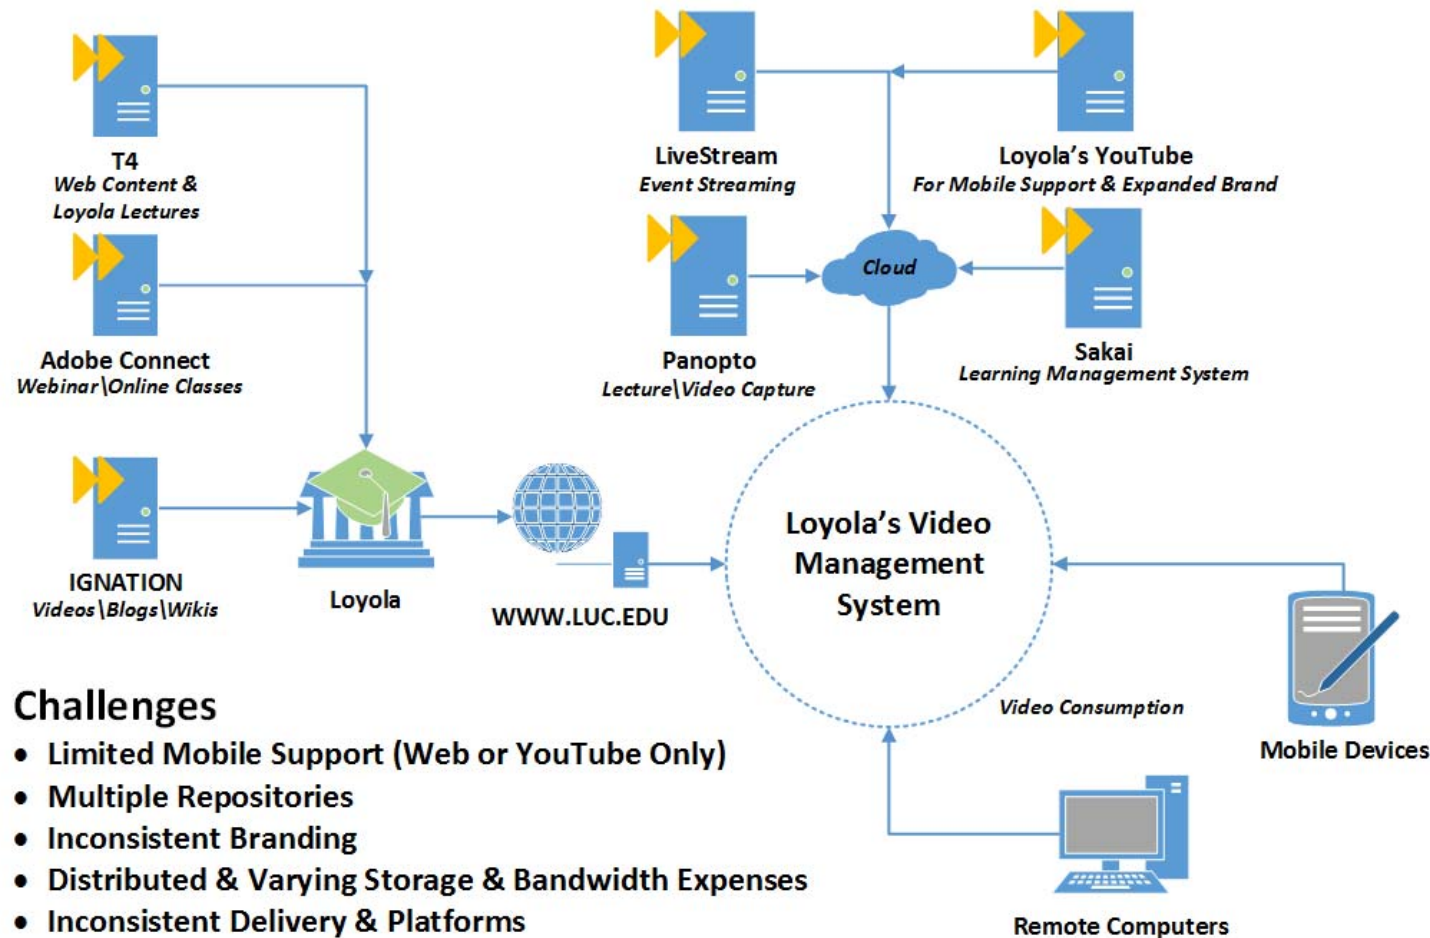 T4
Web Content &
Loyola Lectures
LiveStream
Event Streaming
Loyola's YouTube
For Mobile Support & Expanded Brand
Adobe Connect
Webinar\Online Classes
Panopto
Lecture\Video Capture
Cloud
Sakai
Learning Management System
IGNATION
Videos\Blogs\Wikis
Loyola
WWW.LUC.EDU
Loyola's Video
Management
System
Video Consumption
Mobile Devices
Remote Computers
Challenges
• Limited Mobile Support (Web or YouTube Only)
• Multiple Repositories
• Inconsistent Branding
• Distributed & Varying Storage & Bandwidth Expenses
• Inconsistent Delivery & Platforms